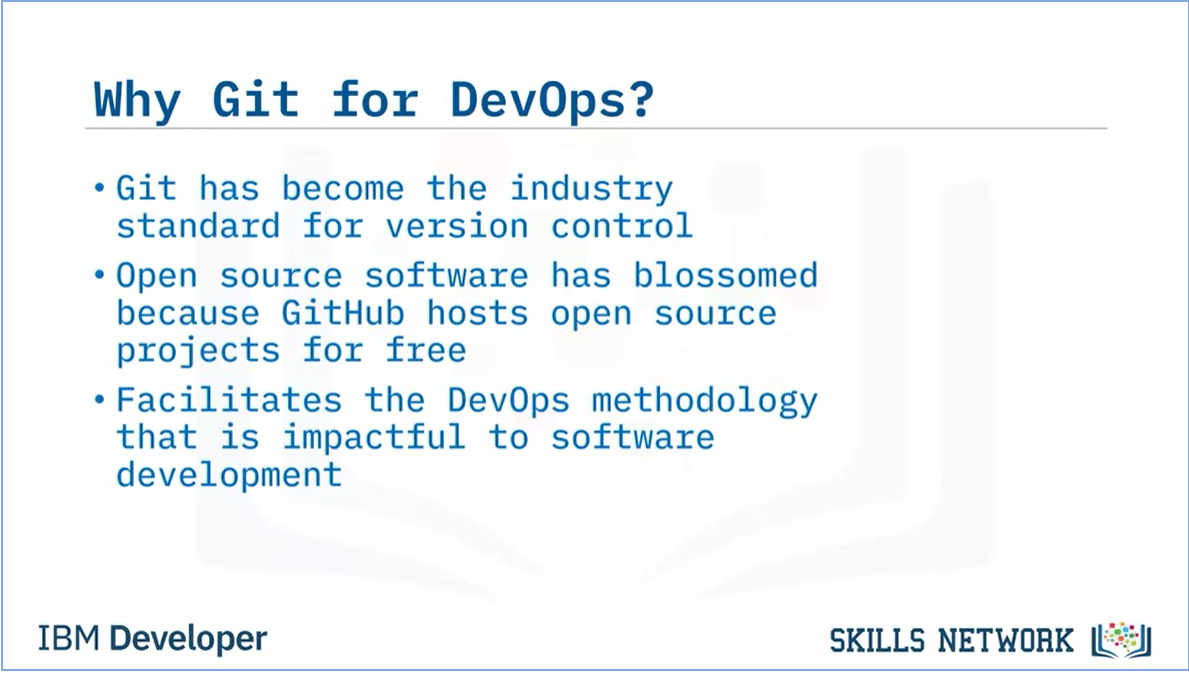 Why Git for DevOps?
• Git has become the industry
standard for version control
• Open source software has blossomed
because GitHub hosts open source
projects for free
• Facilitates the DevOps methodology
that is impactful to software
development
IBM Developer
SKILLS NETWORK